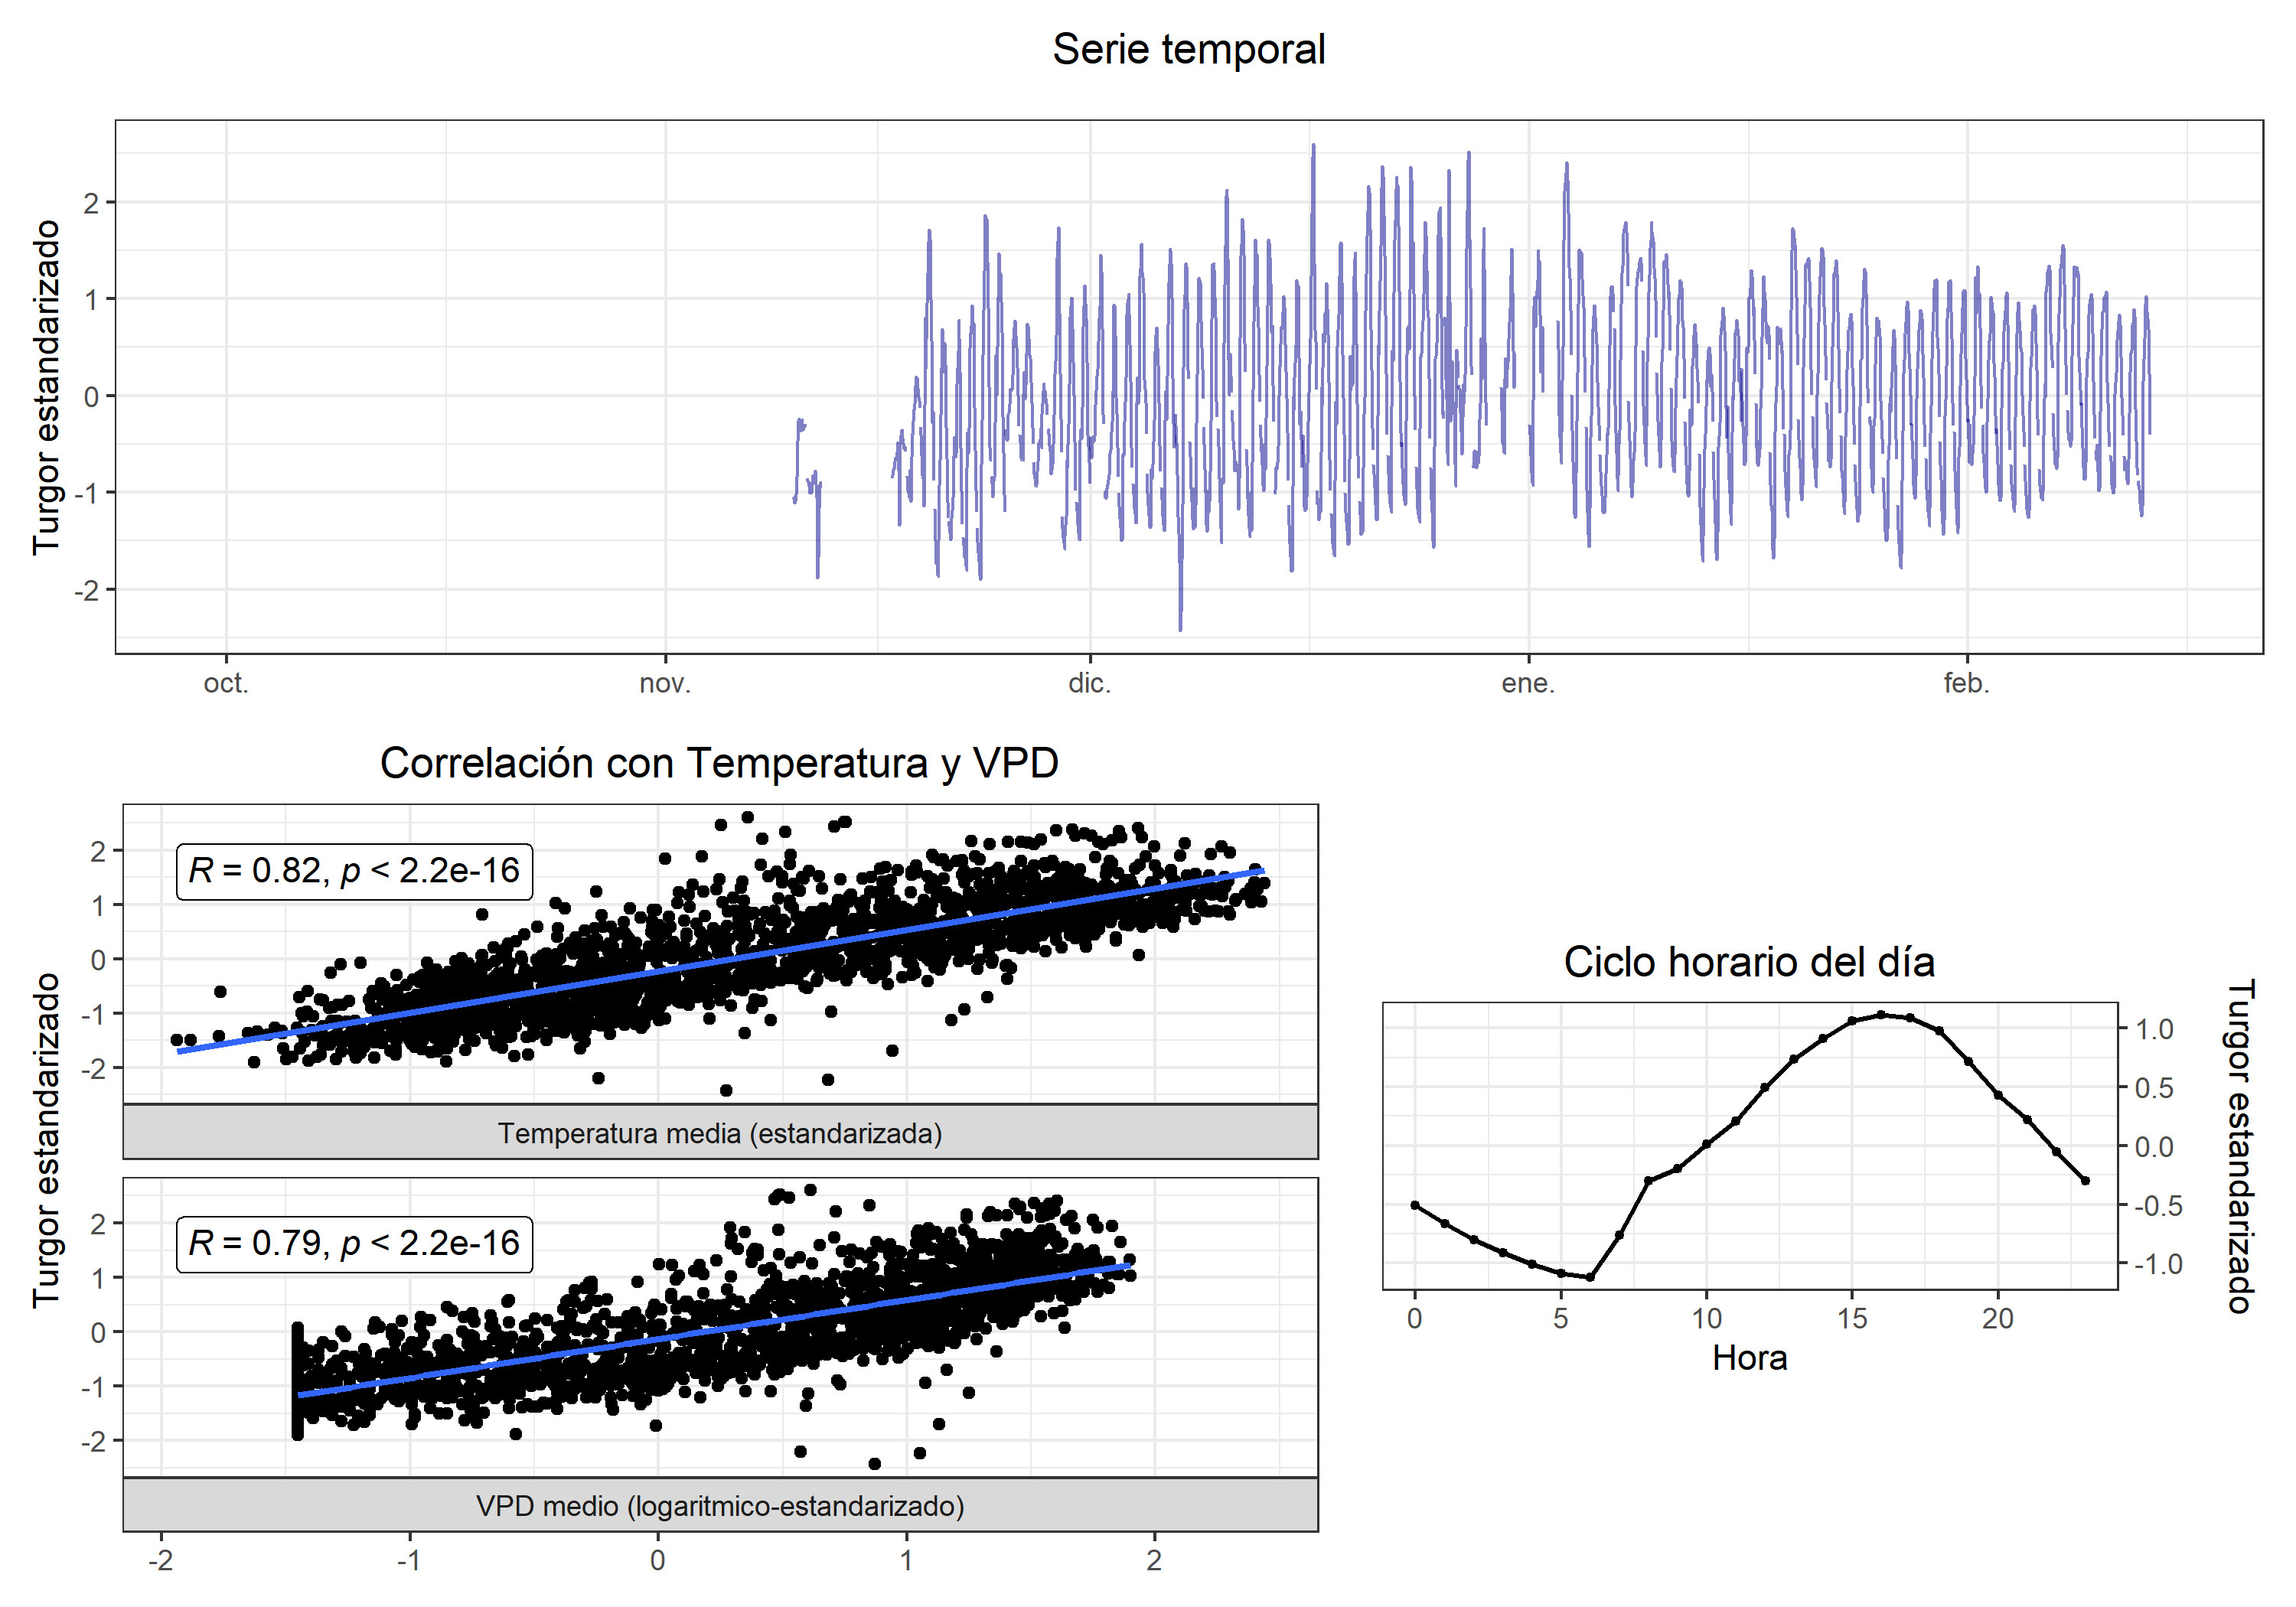 Serie temporal
Turgor estandarizado
2
1
0
-1
-2
oct.
nov.
dic.
ene.
feb.
Correlación con Temperatura y VPD
Turgor estandarizado
R = 0.82, p < 2.2e-16
2
1
0
-1
-2
Temperatura media (estandarizada)
R = 0.79, p < 2.2e-16
2
1
0
-1
-2
VPD medio (logaritmico-estandarizado)
-2
-1
0
1
2
Ciclo horario del día
1.0
0.5
0.0
-0.5
-1.0
Turgor estandarizado
0
5
10
15
20
Hora